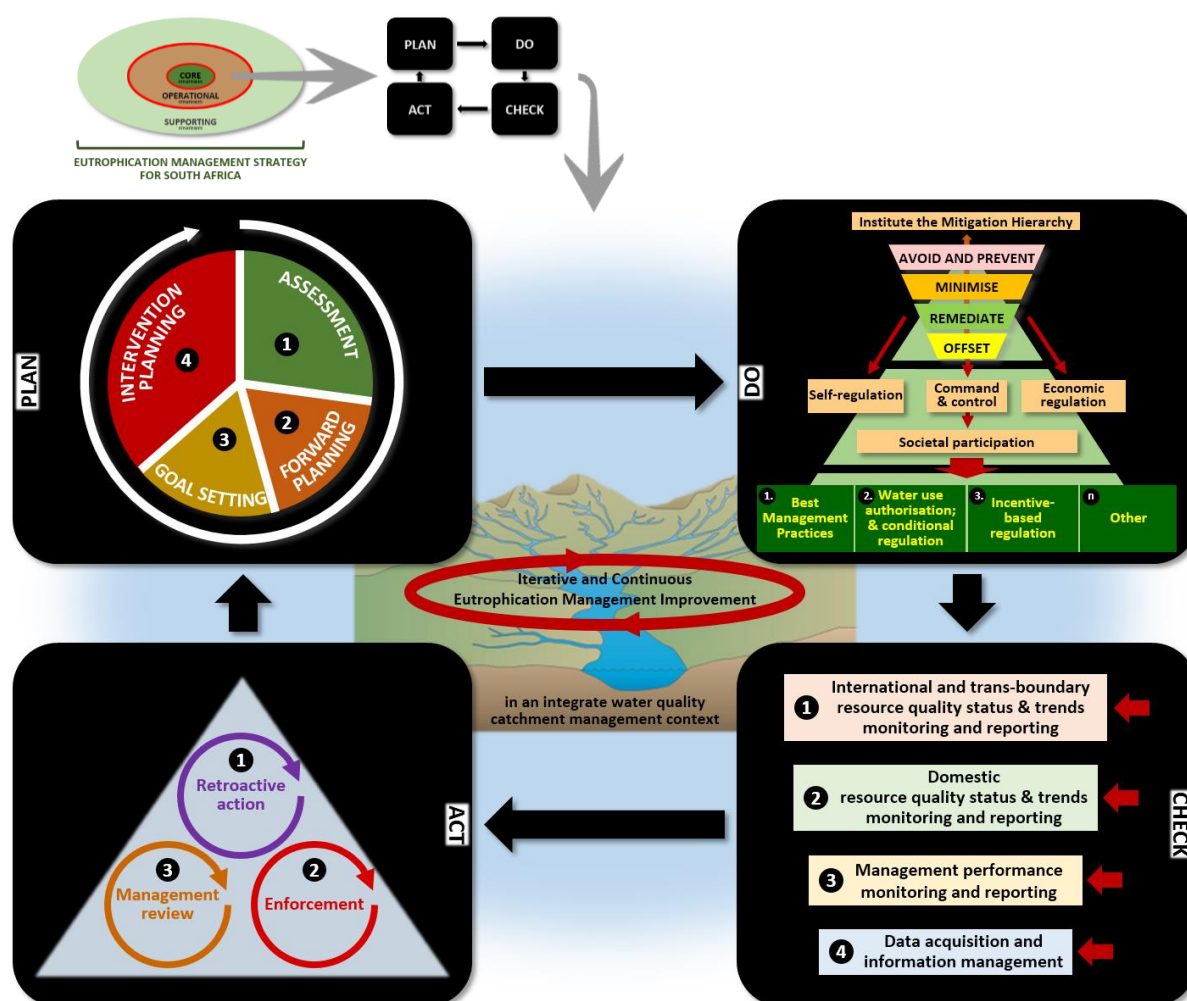 CORE
OPERATIONAL
SUPPORTING
EUTROPHICATION MANAGEMENT STRATEGY
FOR SOUTH AFRICA
PLAN
DO
ACT
CHECK
PLAN
ASSESSMENT
1
FORWARD
PLANNING
2
GOAL SETTING
3
INTERVENTION
PLANNING
4
DO
Institute the Mitigation Hierarchy
AVOID AND PREVENT
MINIMISE
REMEDIATE
OFFSET
Self-regulation
Command
& control
Economic
regulation
Societal participation
1.
Best
Management
Practices
2.
Water use
authorisation;
& conditional
regulation
3.
Incentive-
based
regulation
n
Other
Iterative and Continuous
Eutrophication Management Improvement
in an integrate water quality
catchment management context
ACT
1
Retroactive
action
2
Enforcement
3
Management
review
CHECK
1
International and trans-boundary
resource quality status & trends
monitoring and reporting
2
Domestic
resource quality status & trends
monitoring and reporting
3
Management performance
monitoring and reporting
4
Data acquisition and
information management